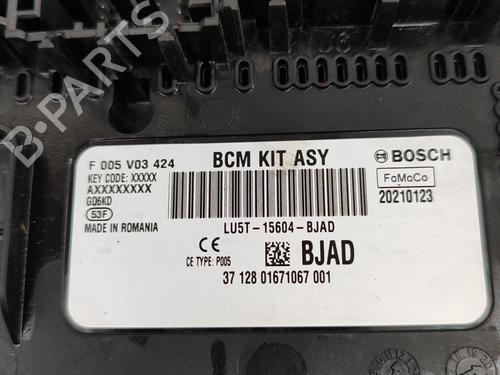 F 005 V03 424
BCM KIT ASY
BOSCH
KEY CODE: XXXXX
AXXXXXXXX
GO6KD
53F
MADE IN ROMANIA
FoMoCo
20210123
LU5T-15604-BJAD
CE
CE TYPE: P005
BJAD
37 128 01671067 001
B-PARTS